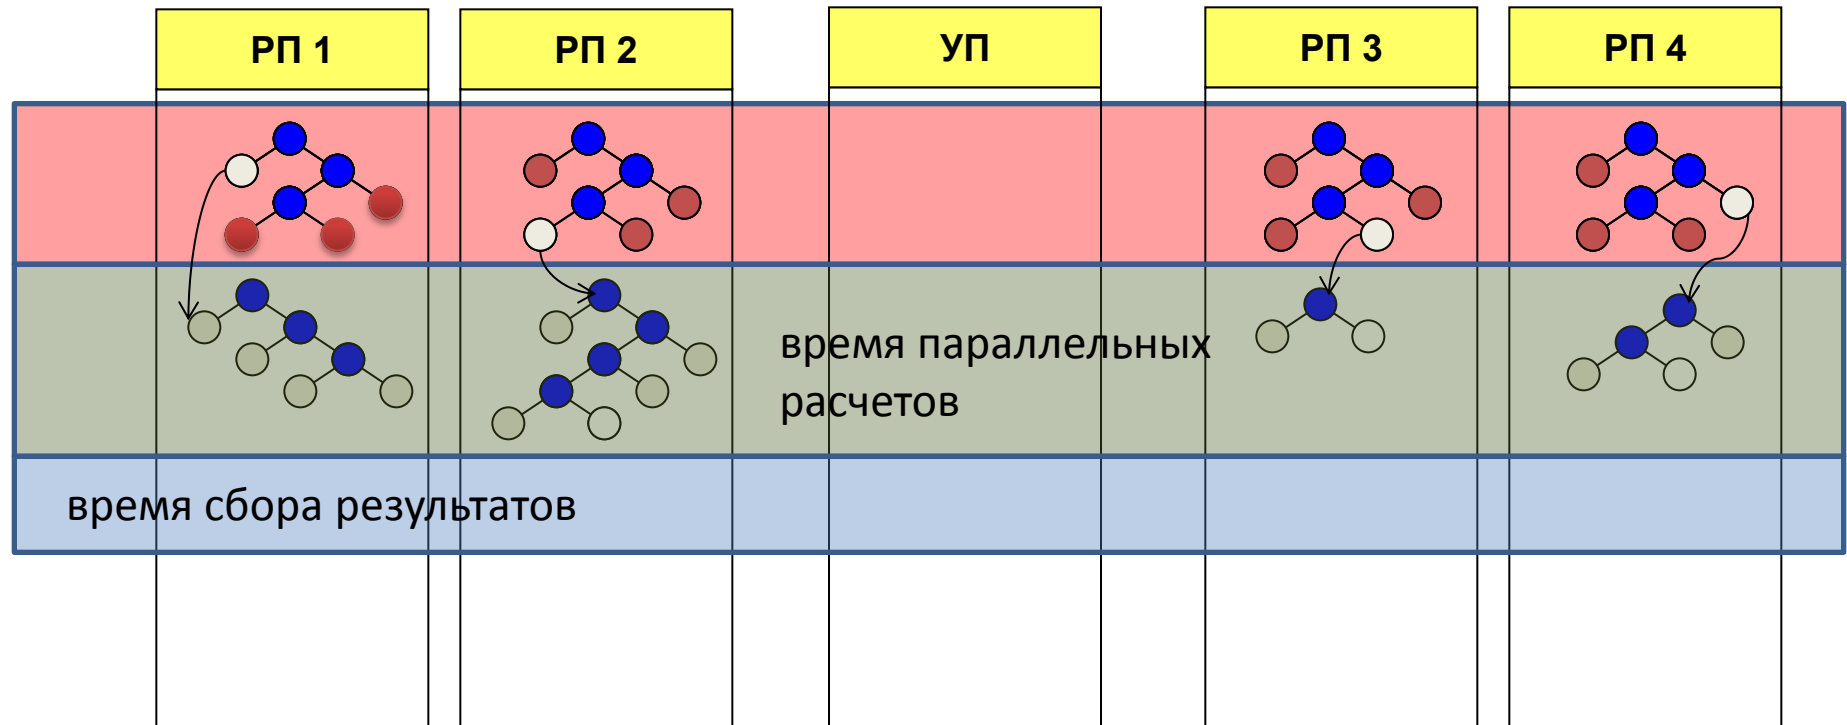 РП 1
РП 2
УП
РП 3
РП 4
время параллельных
расчетов
время сбора результатов